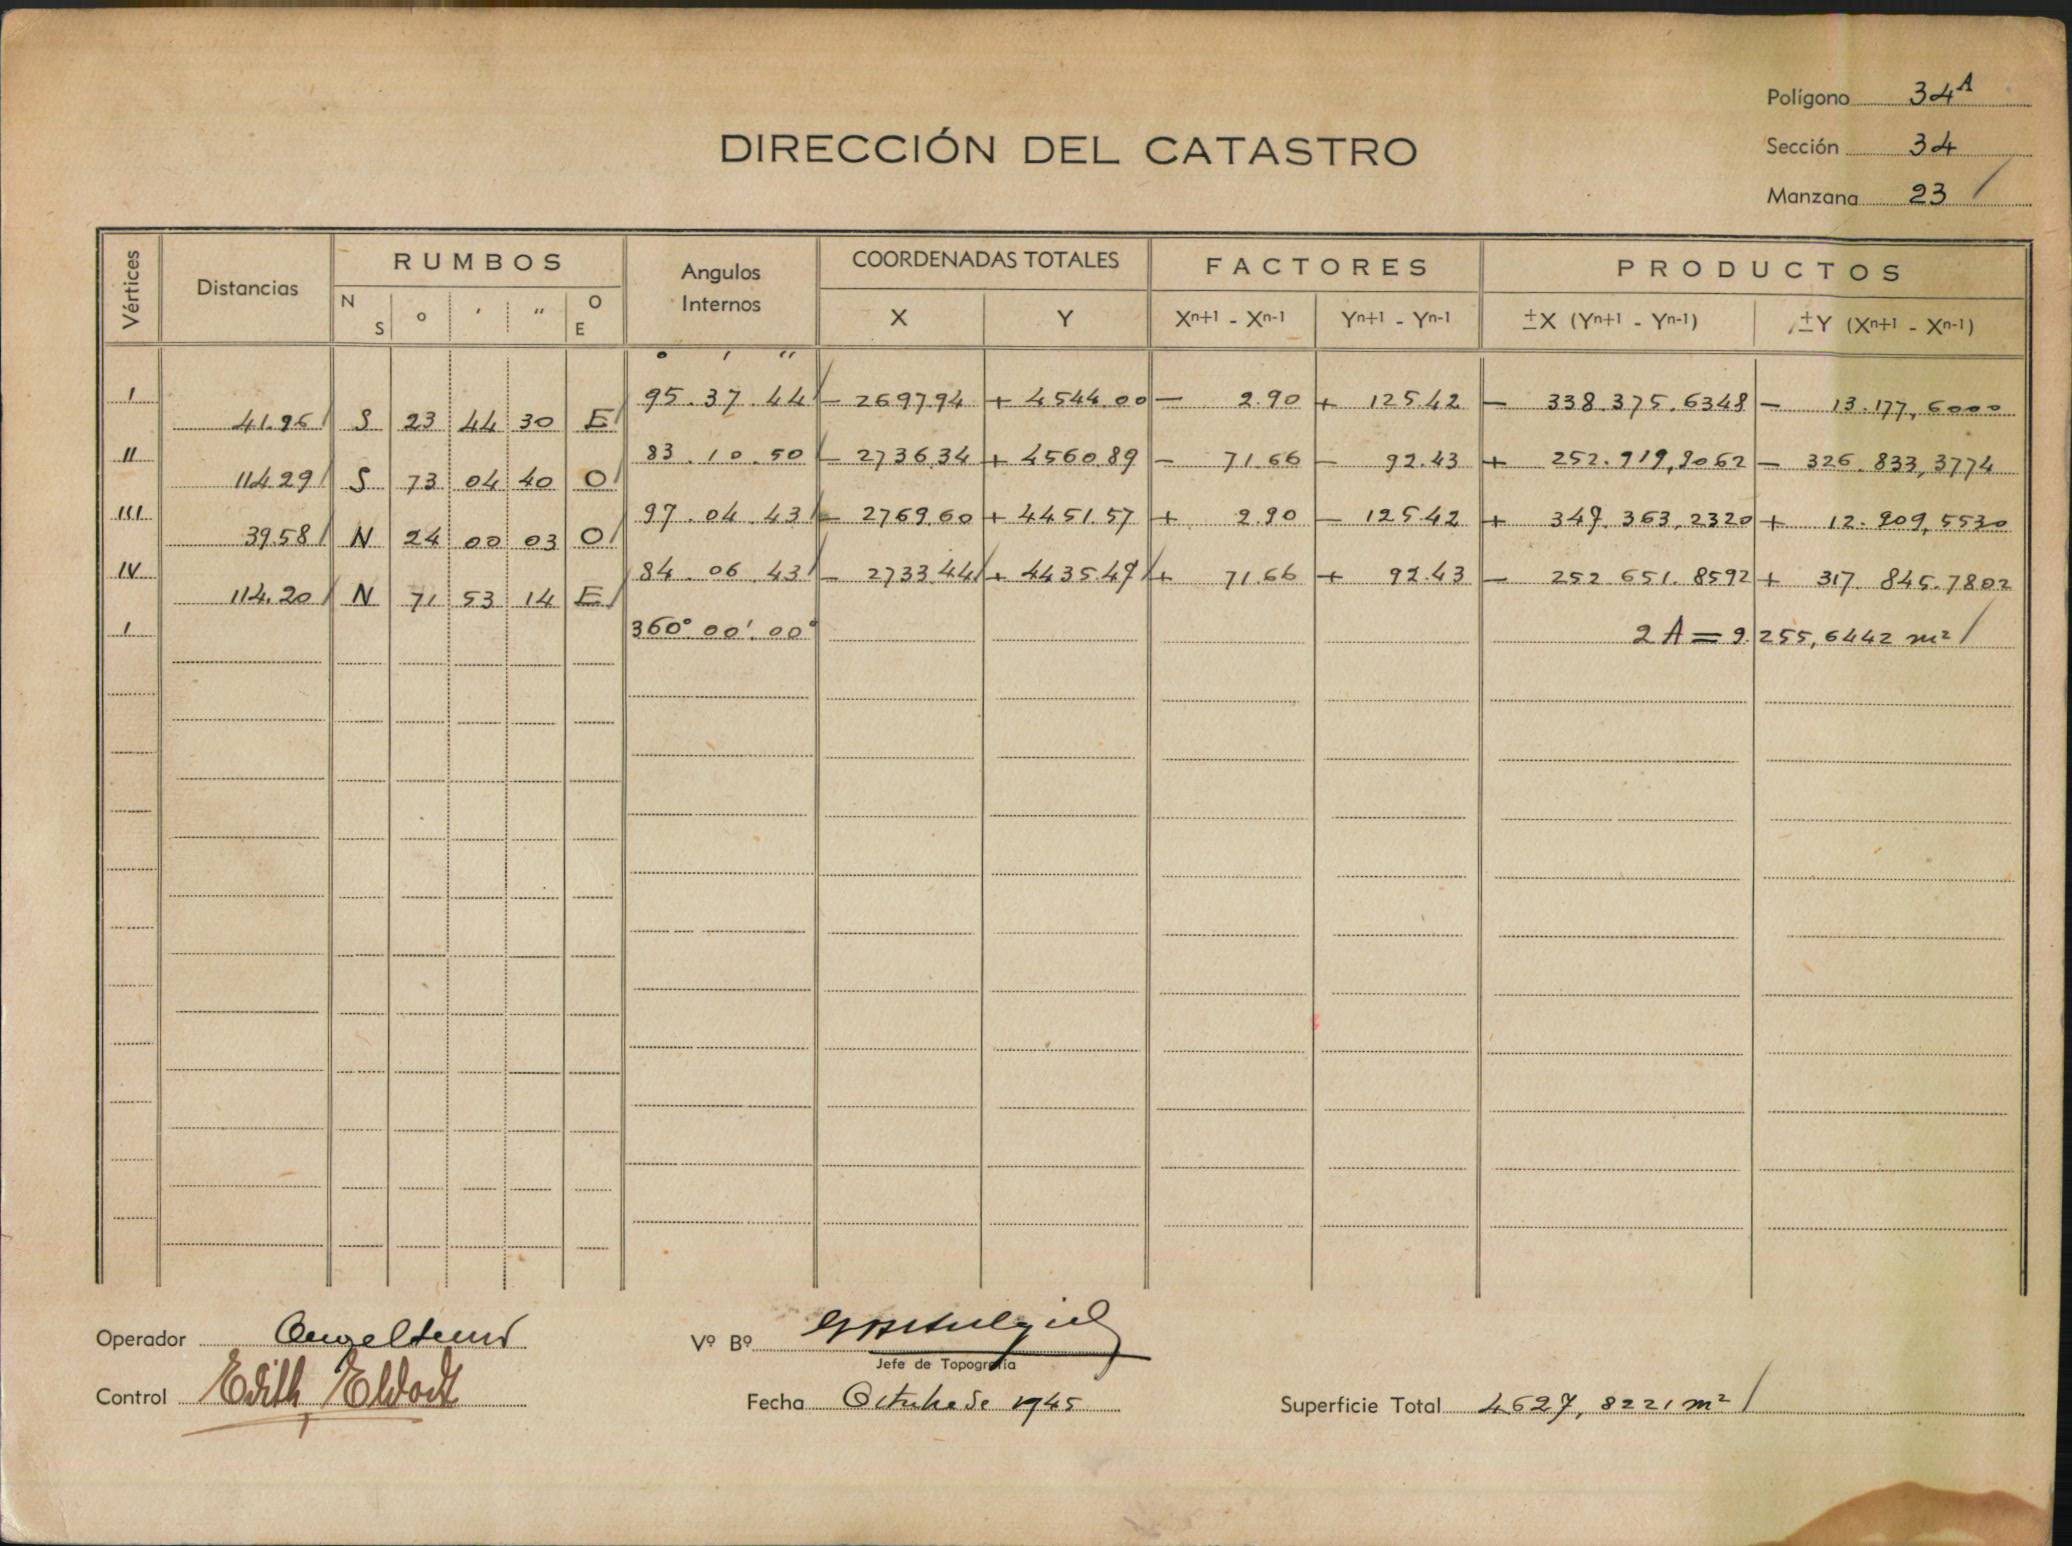 Polígono 34A
DIRECCIÓN DEL CATASTRO
Sección 34
Manzana 23 /
Vértices Distancias RUMBOS Angulos Internos COORDENADAS TOTALES FACTORES PRODUCTOS
N S o ' " O E X Y Xn+1 - Xn-1 Yn+1 - Yn-1 ±X (Yn+1 - Yn-1) ±Y (Xn+1 - Xn-1)
o ' "
I 95.37.44 / - 2697.94 + 4544.00 - 2.90 + 125.42 - 338.375.6348 - 13.177,6000
41.96 / S 23 44 30 E /
II 83.10.50 - 2736.34 + 4560.89 - 71.66 - 92.43 + 252.919,9062 - 326.833,3774
114.29 / S 73 04 40 O /
III 97.04.43 / - 2769.60 + 4451.57 + 2.90 - 125.42 + 347.363,2320 + 12.909,5530
39.58 / N 24 00 03 O /
IV 84.06.43 / - 2733.44 / + 4435.47 / + 71.66 + 92.43 - 252 651.8592 + 317 845.7802
114.20 / N 71 53 14 E /
I 360° 00'. 00" 2 A = 9.255,6442 m² /
Operador
Vº Bº
Jefe de Topografía
Control Edith
Fecha Octubre de 1945
Superficie Total 4627,8221 m² /